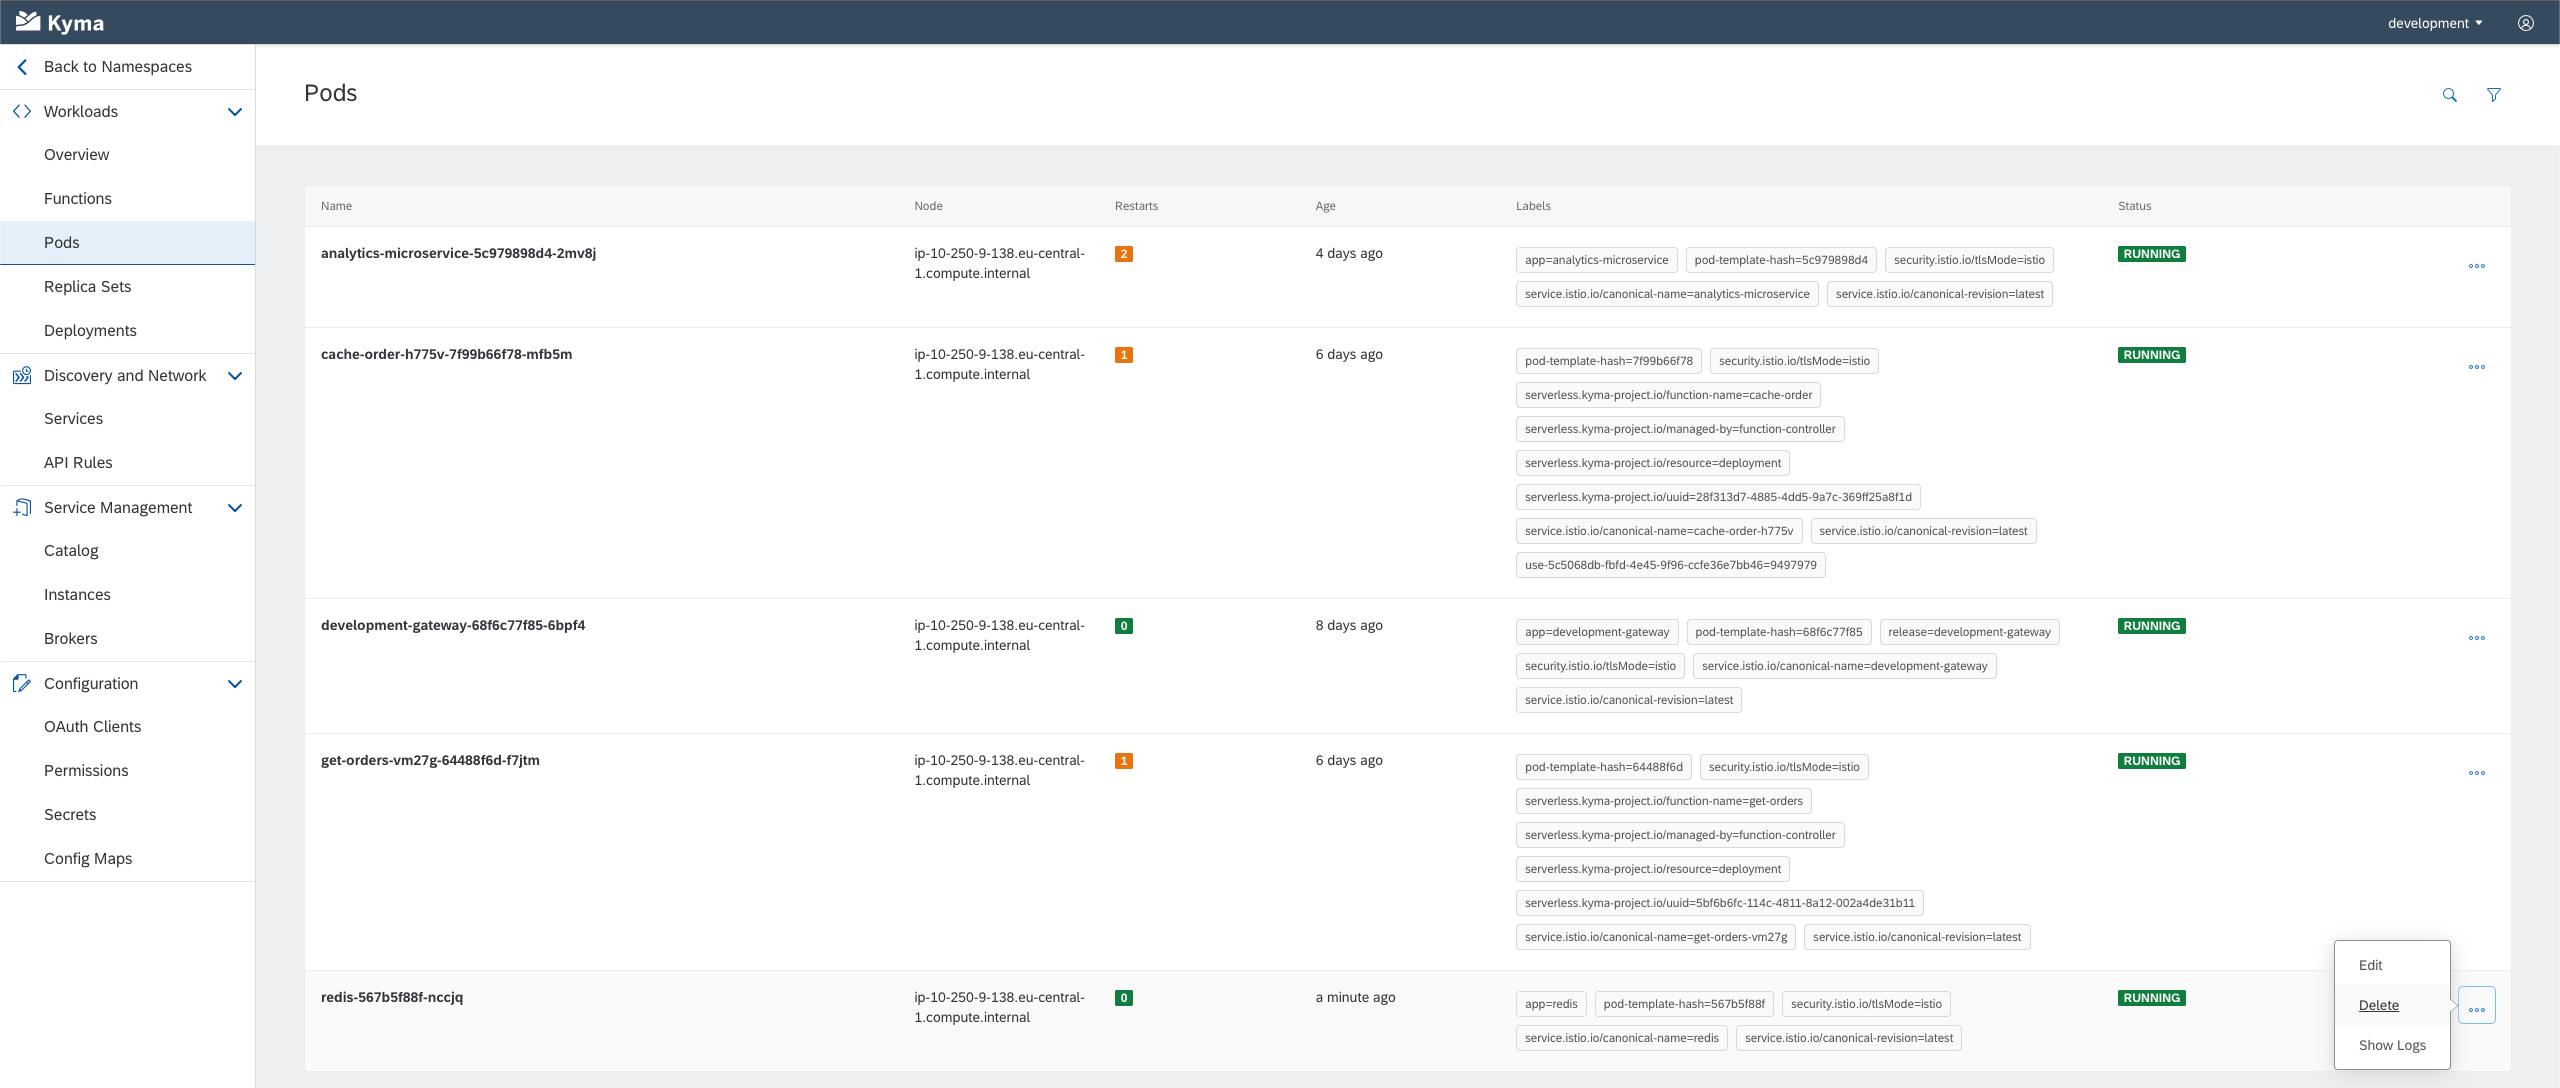 Kyma
development
Back to Namespaces
Workloads
Overview
Functions
Pods
Replica Sets
Deployments
Discovery and Network
Services
API Rules
Service Management
Catalog
Instances
Brokers
Configuration
OAuth Clients
Permissions
Secrets
Config Maps
Pods
Name Node Restarts Age Labels Status
analytics-microservice-5c979898d4-2mv8j
ip-10-250-9-138.eu-central-
1.compute.internal
2
4 days ago
app=analytics-microservice pod-template-hash=5c979898d4 security.istio.io/tlsMode=istio
service.istio.io/canonical-name=analytics-microservice service.istio.io/canonical-revision=latest
RUNNING
cache-order-h775v-7f99b66f78-mfb5m
ip-10-250-9-138.eu-central-
1.compute.internal
1
6 days ago
pod-template-hash=7f99b66f78 security.istio.io/tlsMode=istio
serverless.kyma-project.io/function-name=cache-order
serverless.kyma-project.io/managed-by=function-controller
serverless.kyma-project.io/resource=deployment
serverless.kyma-project.io/uuid=28f313d7-4885-4dd5-9a7c-369ff25a8f1d
service.istio.io/canonical-name=cache-order-h775v service.istio.io/canonical-revision=latest
use-5c5068db-fbfd-4e45-9f96-ccfe36e7bb46=9497979
RUNNING
development-gateway-68f6c77f85-6bpf4
ip-10-250-9-138.eu-central-
1.compute.internal
0
8 days ago
app=development-gateway pod-template-hash=68f6c77f85 release=development-gateway
security.istio.io/tlsMode=istio service.istio.io/canonical-name=development-gateway
service.istio.io/canonical-revision=latest
RUNNING
get-orders-vm27g-64488f6d-f7jtm
ip-10-250-9-138.eu-central-
1.compute.internal
1
6 days ago
pod-template-hash=64488f6d security.istio.io/tlsMode=istio
serverless.kyma-project.io/function-name=get-orders
serverless.kyma-project.io/managed-by=function-controller
serverless.kyma-project.io/resource=deployment
serverless.kyma-project.io/uuid=5bf6b6fc-114c-4811-8a12-002a4de31b11
service.istio.io/canonical-name=get-orders-vm27g service.istio.io/canonical-revision=latest
RUNNING
redis-567b5f88f-nccjq
ip-10-250-9-138.eu-central-
1.compute.internal
0
a minute ago
app=redis pod-template-hash=567b5f88f security.istio.io/tlsMode=istio
service.istio.io/canonical-name=redis service.istio.io/canonical-revision=latest
RUNNING
Edit
Delete
Show Logs